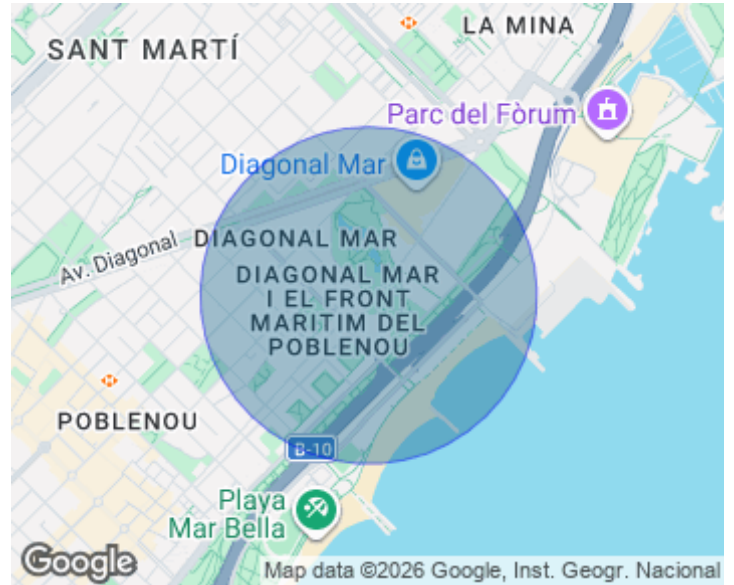 LA MINA
SANT MARTÍ
Parc del Fòrum
Diagonal Mar
Av. Diagonal
DIAGONAL MAR
DIAGONAL MAR
I EL FRONT
MARITIM DEL
POBLENOU
POBLENOU
B-10
Playa
Mar Bella
Google
Map data ©2026 Google, Inst. Geogr. Nacional